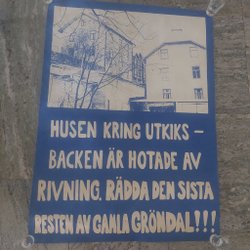 HUSEN KRING UTKIKS –
BACKEN ÄR HOTADE AV
RIVNING. RÄDDA DEN SISTA
RESTEN AV GAMLA GRÖNDAL!!!